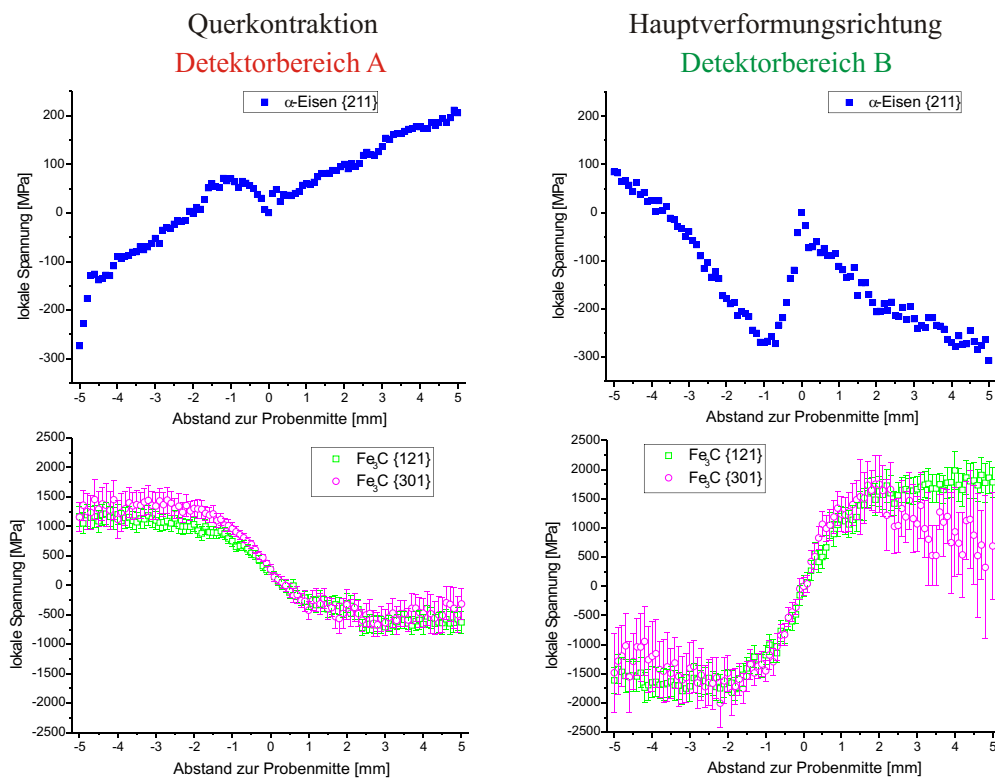 Querkontraktion
Hauptverformungsrichtung
Detektorbereich A
Detektorbereich B
α-Eisen {211}
lokale Spannung [MPa]
200
100
0
-100
-200
-300
-5 -4 -3 -2 -1 0 1 2 3 4 5
Abstand zur Probenmitte [mm]
α-Eisen {211}
lokale Spannung [MPa]
200
100
0
-100
-200
-300
-5 -4 -3 -2 -1 0 1 2 3 4 5
Abstand zur Probenmitte [mm]
Fe₃C {121}
Fe₃C {301}
lokale Spannung [MPa]
2500
2000
1500
1000
500
0
-500
-1000
-1500
-2000
-2500
-5 -4 -3 -2 -1 0 1 2 3 4 5
Abstand zur Probenmitte [mm]
Fe₃C {121}
Fe₃C {301}
lokale Spannung [MPa]
2500
2000
1500
1000
500
0
-500
-1000
-1500
-2000
-2500
-5 -4 -3 -2 -1 0 1 2 3 4 5
Abstand zur Probenmitte [mm]